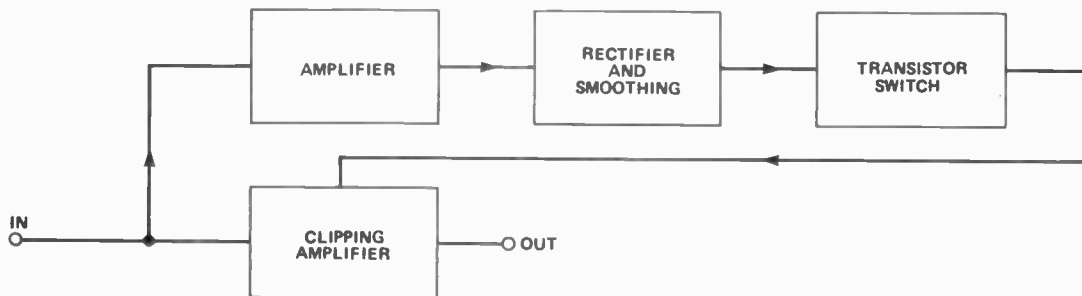 AMPLIFIER
RECTIFIER
AND
SMOOTHING
TRANSISTOR
SWITCH
IN
CLIPPING
AMPLIFIER
OUT